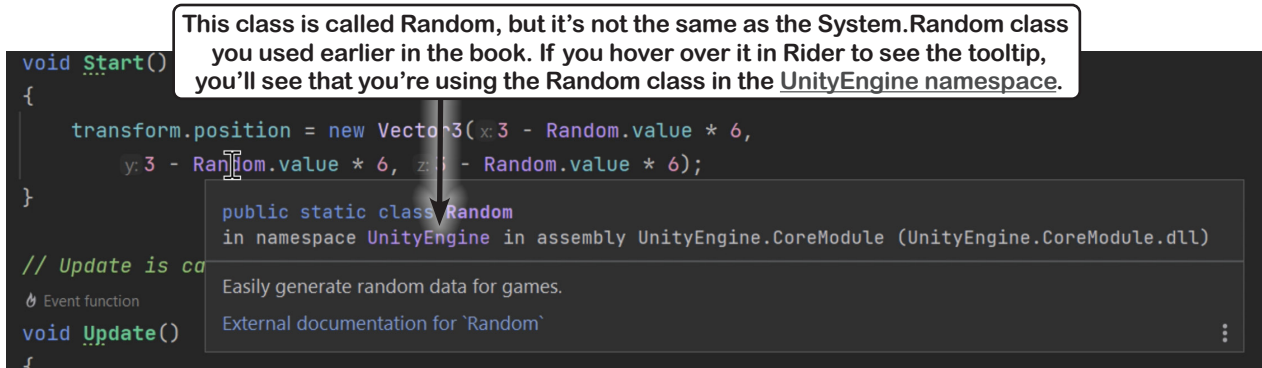 This class is called Random, but it’s not the same as the System.Random class
you used earlier in the book. If you hover over it in Rider to see the tooltip,
you’ll see that you’re using the Random class in the UnityEngine namespace.
void Start()
{
transform.position = new Vector3( x: 3 - Random.value * 6,
y: 3 - Random.value * 6, z: - Random.value * 6);
}
public static class Random
in namespace UnityEngine in assembly UnityEngine.CoreModule (UnityEngine.CoreModule.dll)
// Update is ca
Easily generate random data for games.
Event function
External documentation for `Random`
void Update()
{